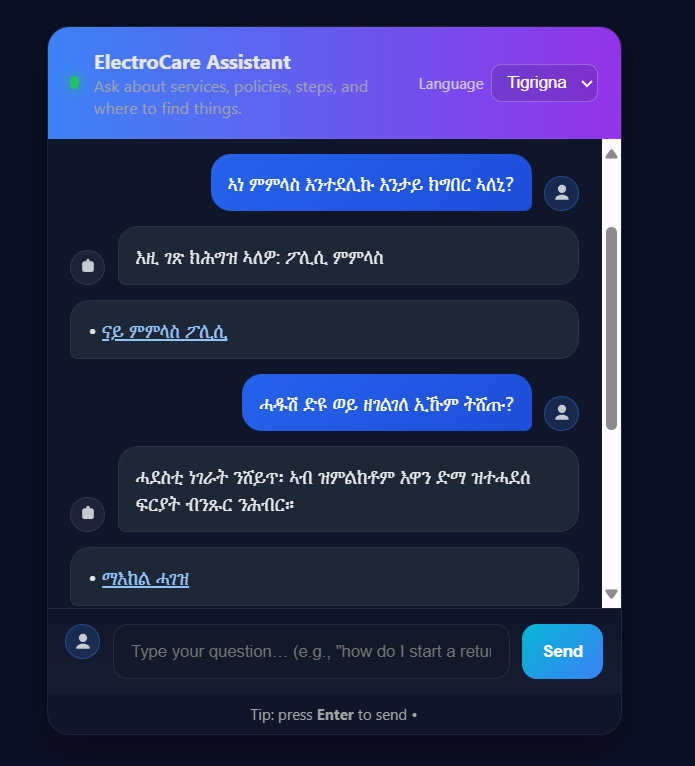 ElectroCare Assistant
Ask about services, policies, steps, and
where to find things.
Language
Tigrigna
ኣነ ምምላስ እንተደሊኩ እንታይ ክግበር ኣለኒ?
እዚ ገጽ ክሕግዝ ኣለዎ: ፖሊሲ ምምላስ
• ናይ ምምላስ ፖሊሲ
ሓዱሽ ድዩ ወይ ዘገልገለ ኢኹም ትሸጡ?
ሓደስቲ ነገራት ንሸይጥ፡ ኣብ ዝምልከቶም እዋን ድማ ዝተሓደሰ
ፍርያት ብንጹር ንሕብር።
• ማእከል ሓገዝ
Type your question… (e.g., "how do I start a retu
Send
Tip: press Enter to send •